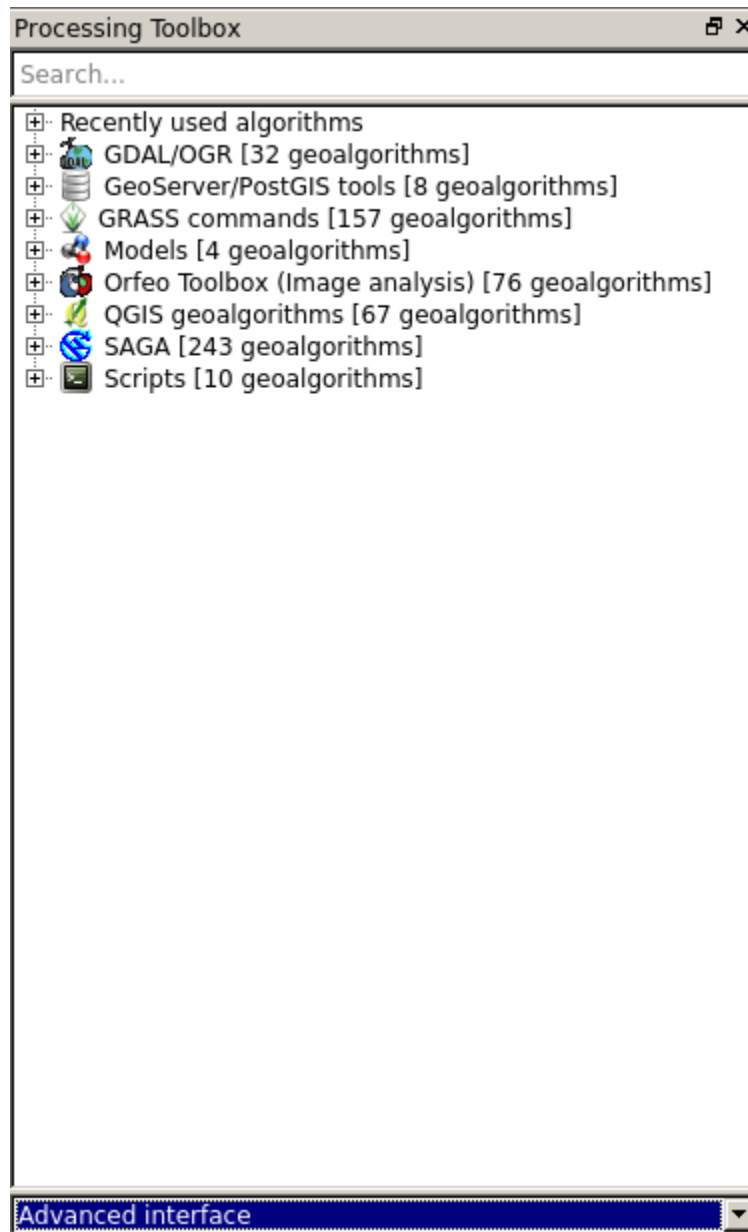 Processing Toolbox
Search...
Recently used algorithms
GDAL/OGR [32 geoalgorithms]
GeoServer/PostGIS tools [8 geoalgorithms]
GRASS commands [157 geoalgorithms]
Models [4 geoalgorithms]
Orfeo Toolbox (Image analysis) [76 geoalgorithms]
QGIS geoalgorithms [67 geoalgorithms]
SAGA [243 geoalgorithms]
Scripts [10 geoalgorithms]
Advanced interface